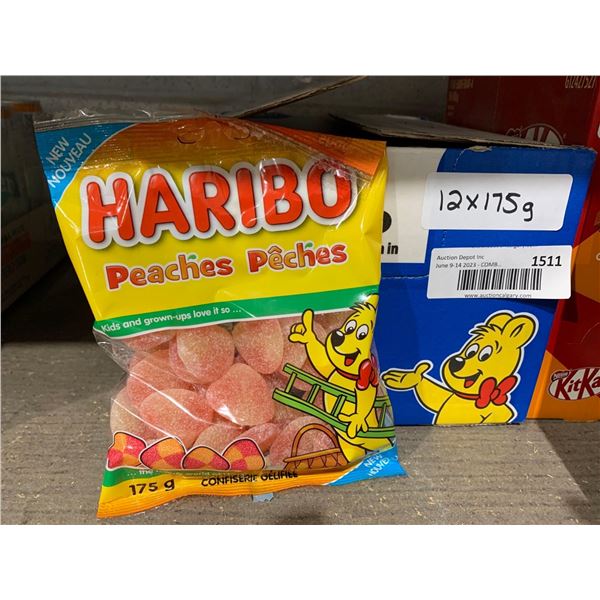 NEW
NOUVEAU
HARIBO
Peaches Pêches
Kids and grown-ups love it so ...
175 g
CONFISERIE GÉLIFIÉE
NEW
NOUVE
n in
12x175g
Auction Depot Inc
June 9-14 2023 - COMB...
1511
www.auctioncalgary.com
KitKa